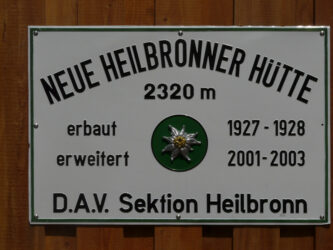 NEUE HEILBRONNER HÜTTE
2320 m
erbaut 1927 - 1928
erweitert 2001 - 2003
D.A.V. Sektion Heilbronn